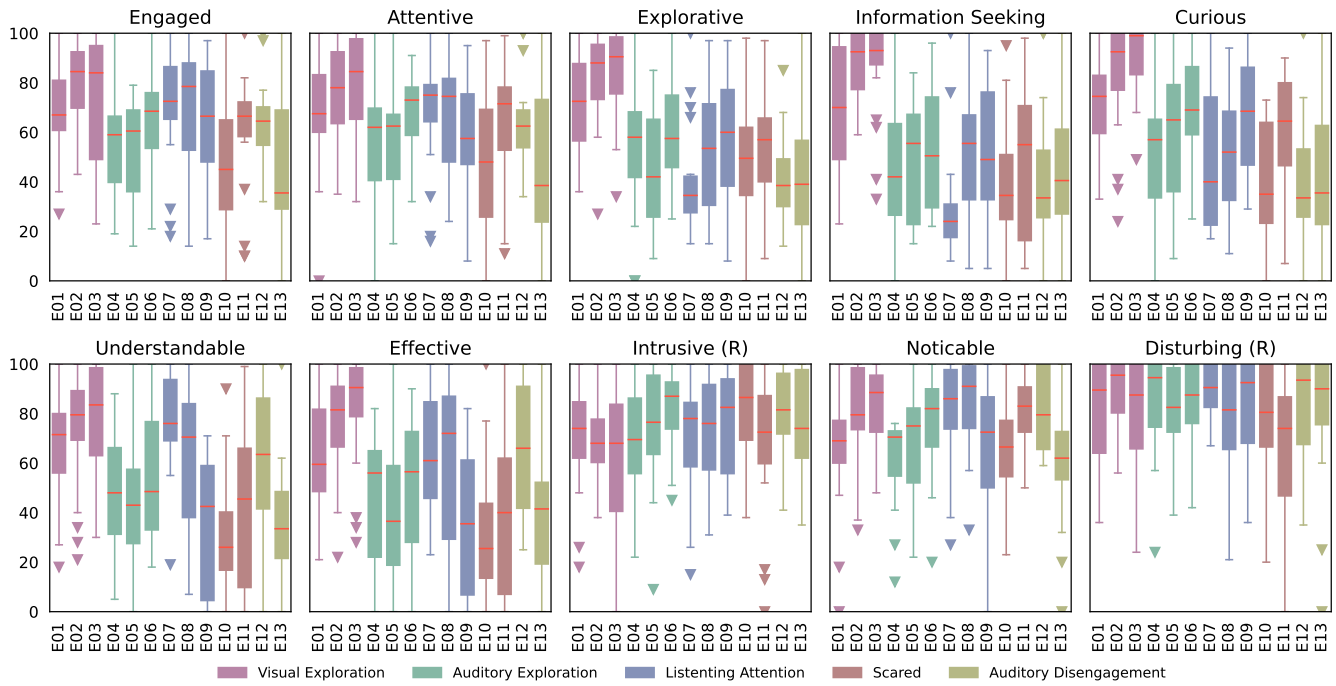 Engaged Attentive Explorative Information Seeking Curious
100
80
60
40
20
0
E01 E02 E03 E04 E05 E06 E07 E08 E09 E10 E11 E12 E13 E01 E02 E03 E04 E05 E06 E07 E08 E09 E10 E11 E12 E13 E01 E02 E03 E04 E05 E06 E07 E08 E09 E10 E11 E12 E13 E01 E02 E03 E04 E05 E06 E07 E08 E09 E10 E11 E12 E13 E01 E02 E03 E04 E05 E06 E07 E08 E09 E10 E11 E12 E13
Understandable Effective Intrusive (R) Noticable Disturbing (R)
100
80
60
40
20
0
E01 E02 E03 E04 E05 E06 E07 E08 E09 E10 E11 E12 E13 E01 E02 E03 E04 E05 E06 E07 E08 E09 E10 E11 E12 E13 E01 E02 E03 E04 E05 E06 E07 E08 E09 E10 E11 E12 E13 E01 E02 E03 E04 E05 E06 E07 E08 E09 E10 E11 E12 E13 E01 E02 E03 E04 E05 E06 E07 E08 E09 E10 E11 E12 E13
Visual Exploration Auditory Exploration Listenting Attention Scared Auditory Disengagement